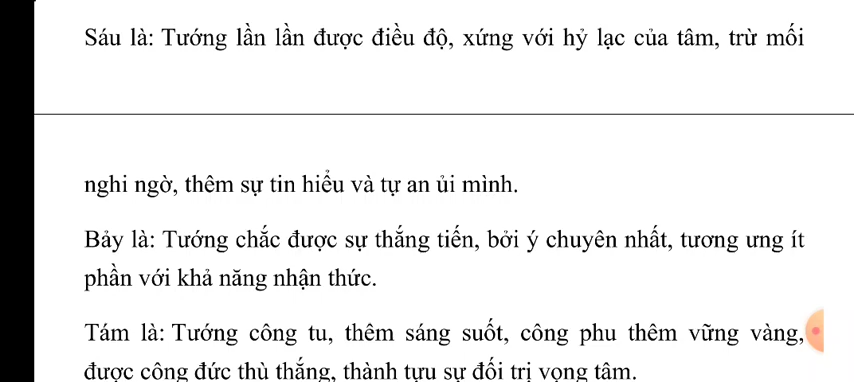 Sáu là: Tướng lần lần được điều độ, xứng với hỷ lạc của tâm, trừ mối
nghi ngờ, thêm sự tin hiểu và tự an ủi mình.
Bảy là: Tướng chắc được sự thắng tiến, bởi ý chuyên nhất, tương ưng ít
phần với khả năng nhận thức.
Tám là: Tướng công tu, thêm sáng suốt, công phu thêm vững vàng,
được công đức thù thắng, thành tựu sự đối trị vọng tâm.